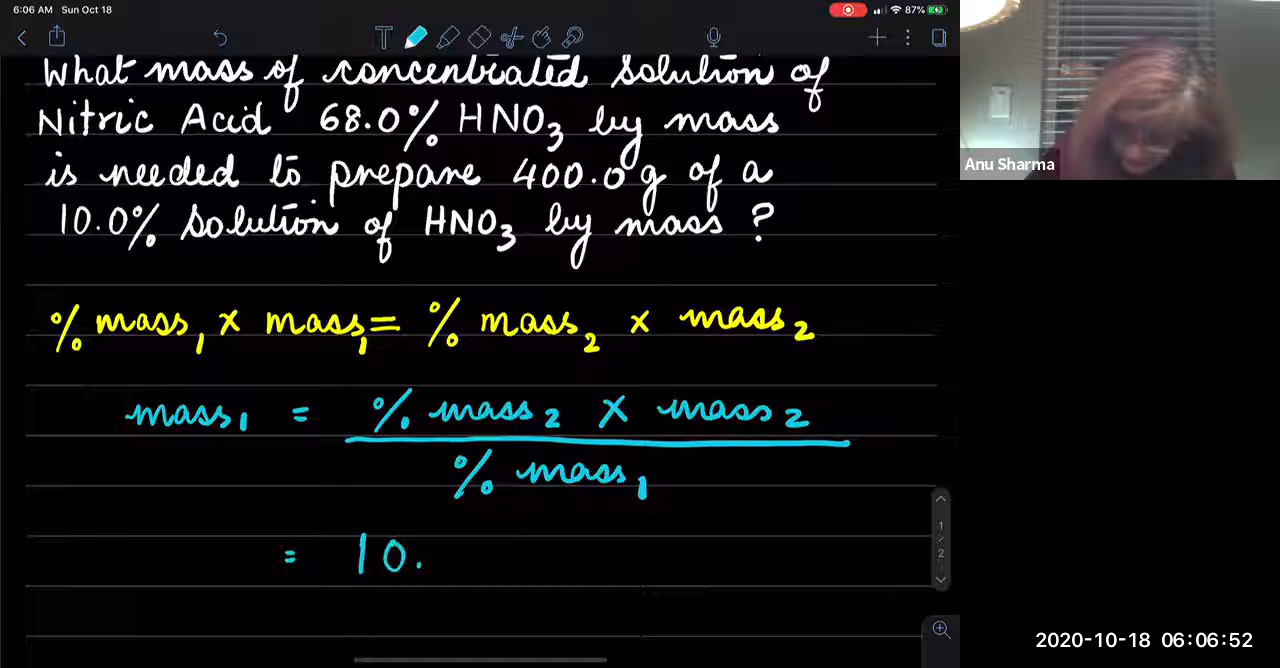 6:06 AM Sun Oct 18
87%
What mass of concentrated solution of
Nitric Acid 68.0% HNO3 by mass
is needed to prepare 400.0g of a
10.0% solution of HNO3 by mass ?
% mass1 x mass1 = % mass2 x mass2
mass1 = % mass2 X mass2
% mass1
= 10.
1
/
2
Anu Sharma
2020-10-18 06:06:52